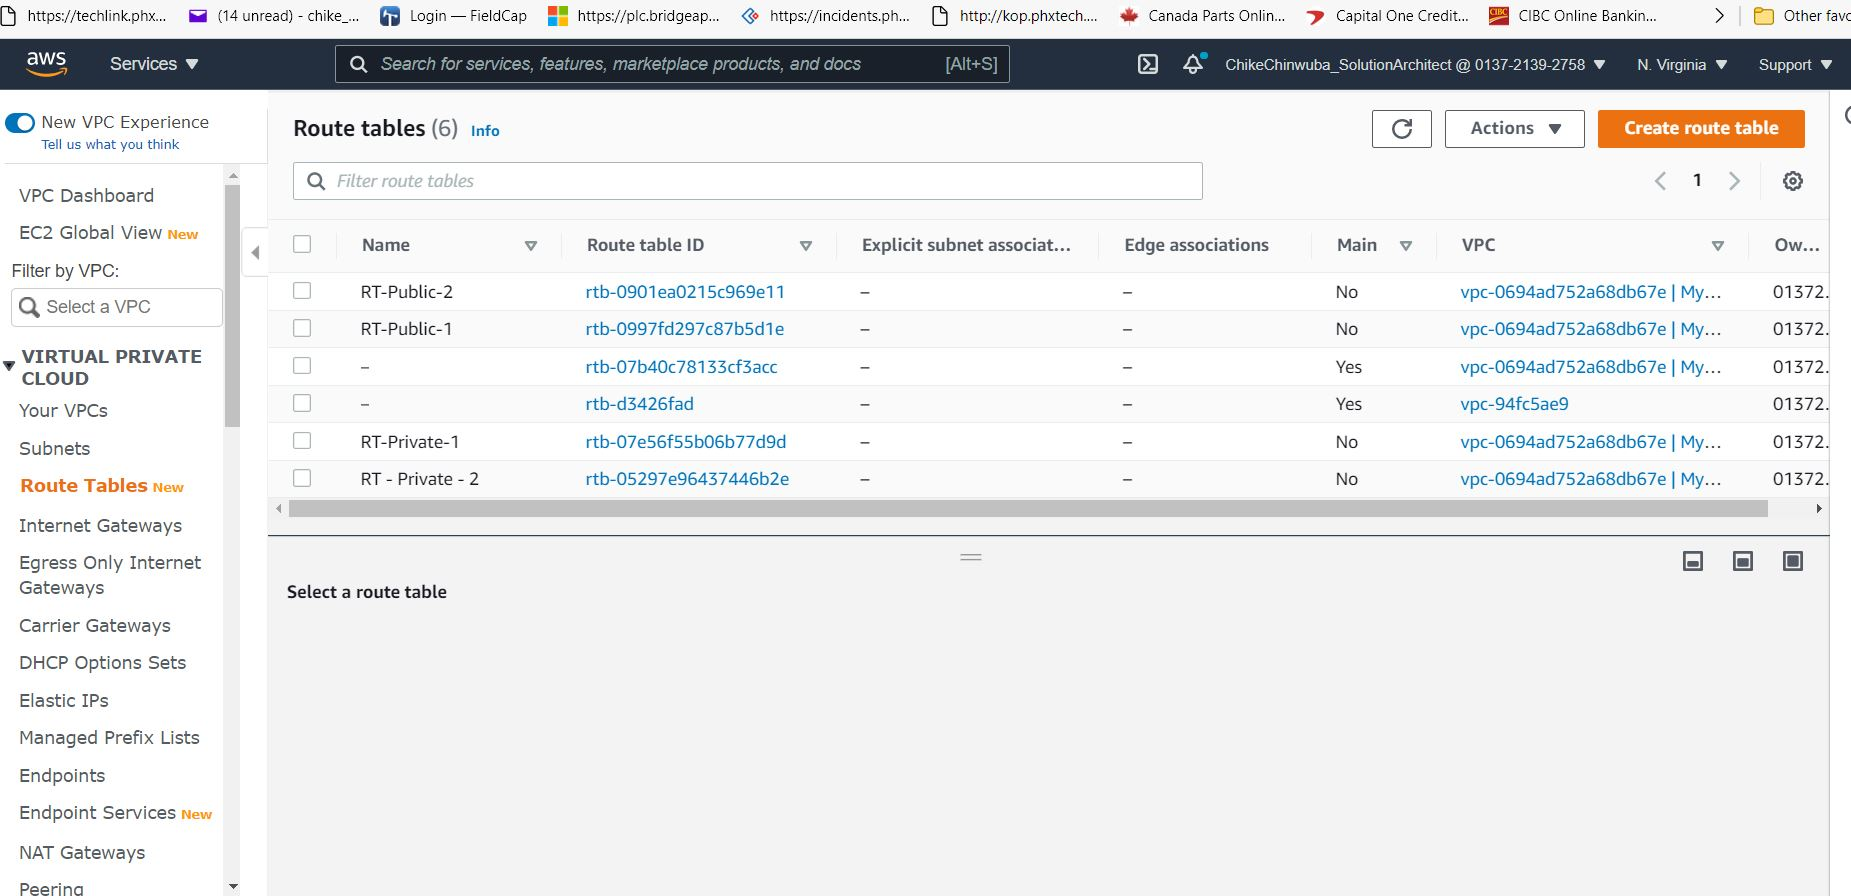 https://techlink.phx...
(14 unread) - chike_...
Login — FieldCap
https://plc.bridgeap...
https://incidents.ph...
http://kop.phxtech....
Canada Parts Onlin...
Capital One Credit...
CIBC
CIBC Online Bankin...
Other favo
aws
Services
Search for services, features, marketplace products, and docs
[Alt+S]
ChikeChinwuba_SolutionArchitect @ 0137-2139-2758
N. Virginia
Support
New VPC Experience
Tell us what you think
VPC Dashboard
EC2 Global View New
Filter by VPC:
Select a VPC
VIRTUAL PRIVATE
CLOUD
Your VPCs
Subnets
Route Tables New
Internet Gateways
Egress Only Internet
Gateways
Carrier Gateways
DHCP Options Sets
Elastic IPs
Managed Prefix Lists
Endpoints
Endpoint Services New
NAT Gateways
Peering
Route tables (6) Info
Actions
Create route table
Filter route tables
1
Name Route table ID Explicit subnet associat... Edge associations Main VPC Ow...
RT-Public-2 rtb-0901ea0215c969e11 – – No vpc-0694ad752a68db67e | My... 01372.
RT-Public-1 rtb-0997fd297c87b5d1e – – No vpc-0694ad752a68db67e | My... 01372.
– rtb-07b40c78133cf3acc – – Yes vpc-0694ad752a68db67e | My... 01372.
– rtb-d3426fad – – Yes vpc-94fc5ae9 01372.
RT-Private-1 rtb-07e56f55b06b77d9d – – No vpc-0694ad752a68db67e | My... 01372.
RT - Private - 2 rtb-05297e96437446b2e – – No vpc-0694ad752a68db67e | My... 01372.
Select a route table